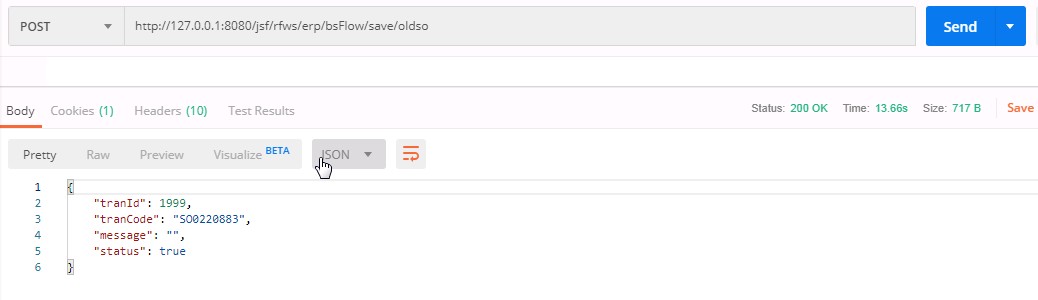 POST http://127.0.0.1:8080/jsf/rfws/erp/bsFlow/save/oldso Send
Body Cookies (1) Headers (10) Test Results Status: 200 OK Time: 13.66s Size: 717 B Save
Pretty Raw Preview Visualize BETA JSON
1 {
2 "tranId": 1999,
3 "tranCode": "SO0220883",
4 "message": "",
5 "status": true
6 }